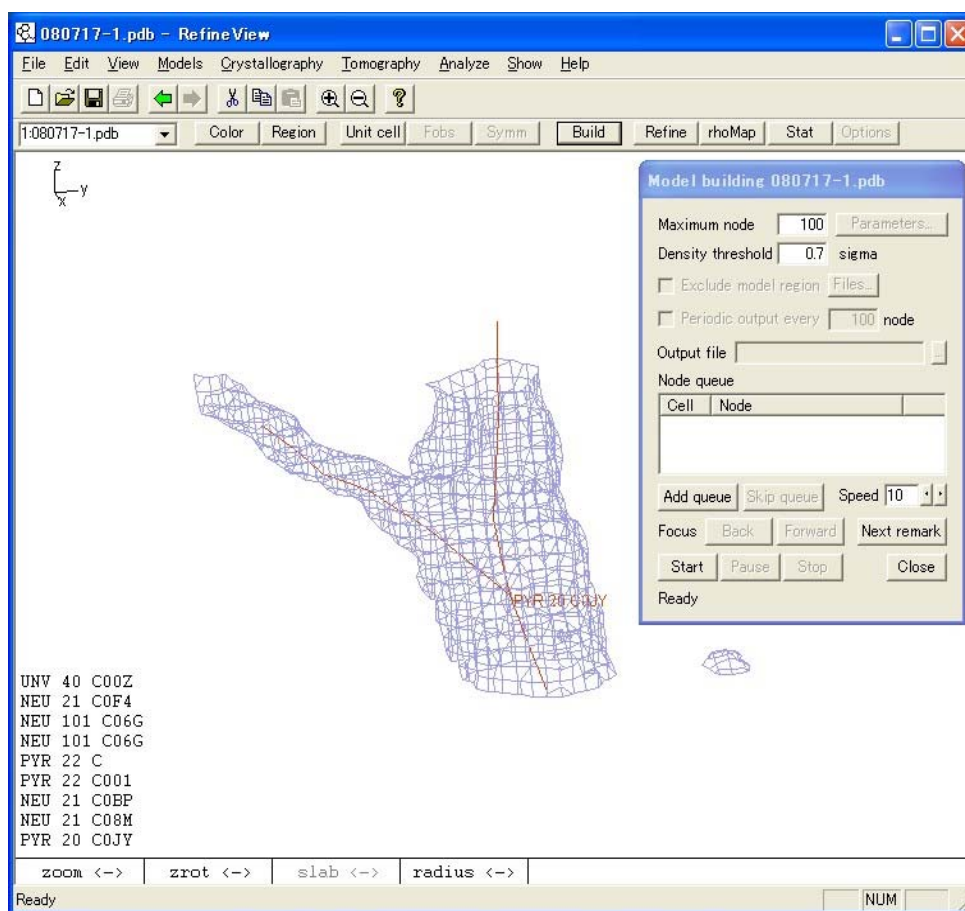 080717-1.pdb - RefineView
File Edit View Models Crystallography Tomography Analyze Show Help
1:080717-1.pdb Color Region Unit cell Fobs Symm Build Refine rhoMap Stat Options
Z
y
x
Model building 080717-1.pdb
Maximum node 100 Parameters...
Density threshold 0.7 sigma
Exclude model region Files...
Periodic output every 100 node
Output file ...
Node queue
Cell Node
Add queue Skip queue Speed 10
Focus Back Forward Next remark
Start Pause Stop Close
Ready
PYR 20 C0JY
UNV 40 C00Z
NEU 21 C0F4
NEU 101 C06G
NEU 101 C06G
PYR 22 C
PYR 22 C001
NEU 21 C0BP
NEU 21 C08M
PYR 20 C0JY
zoom <-> zrot <-> slab <-> radius <->
Ready NUM